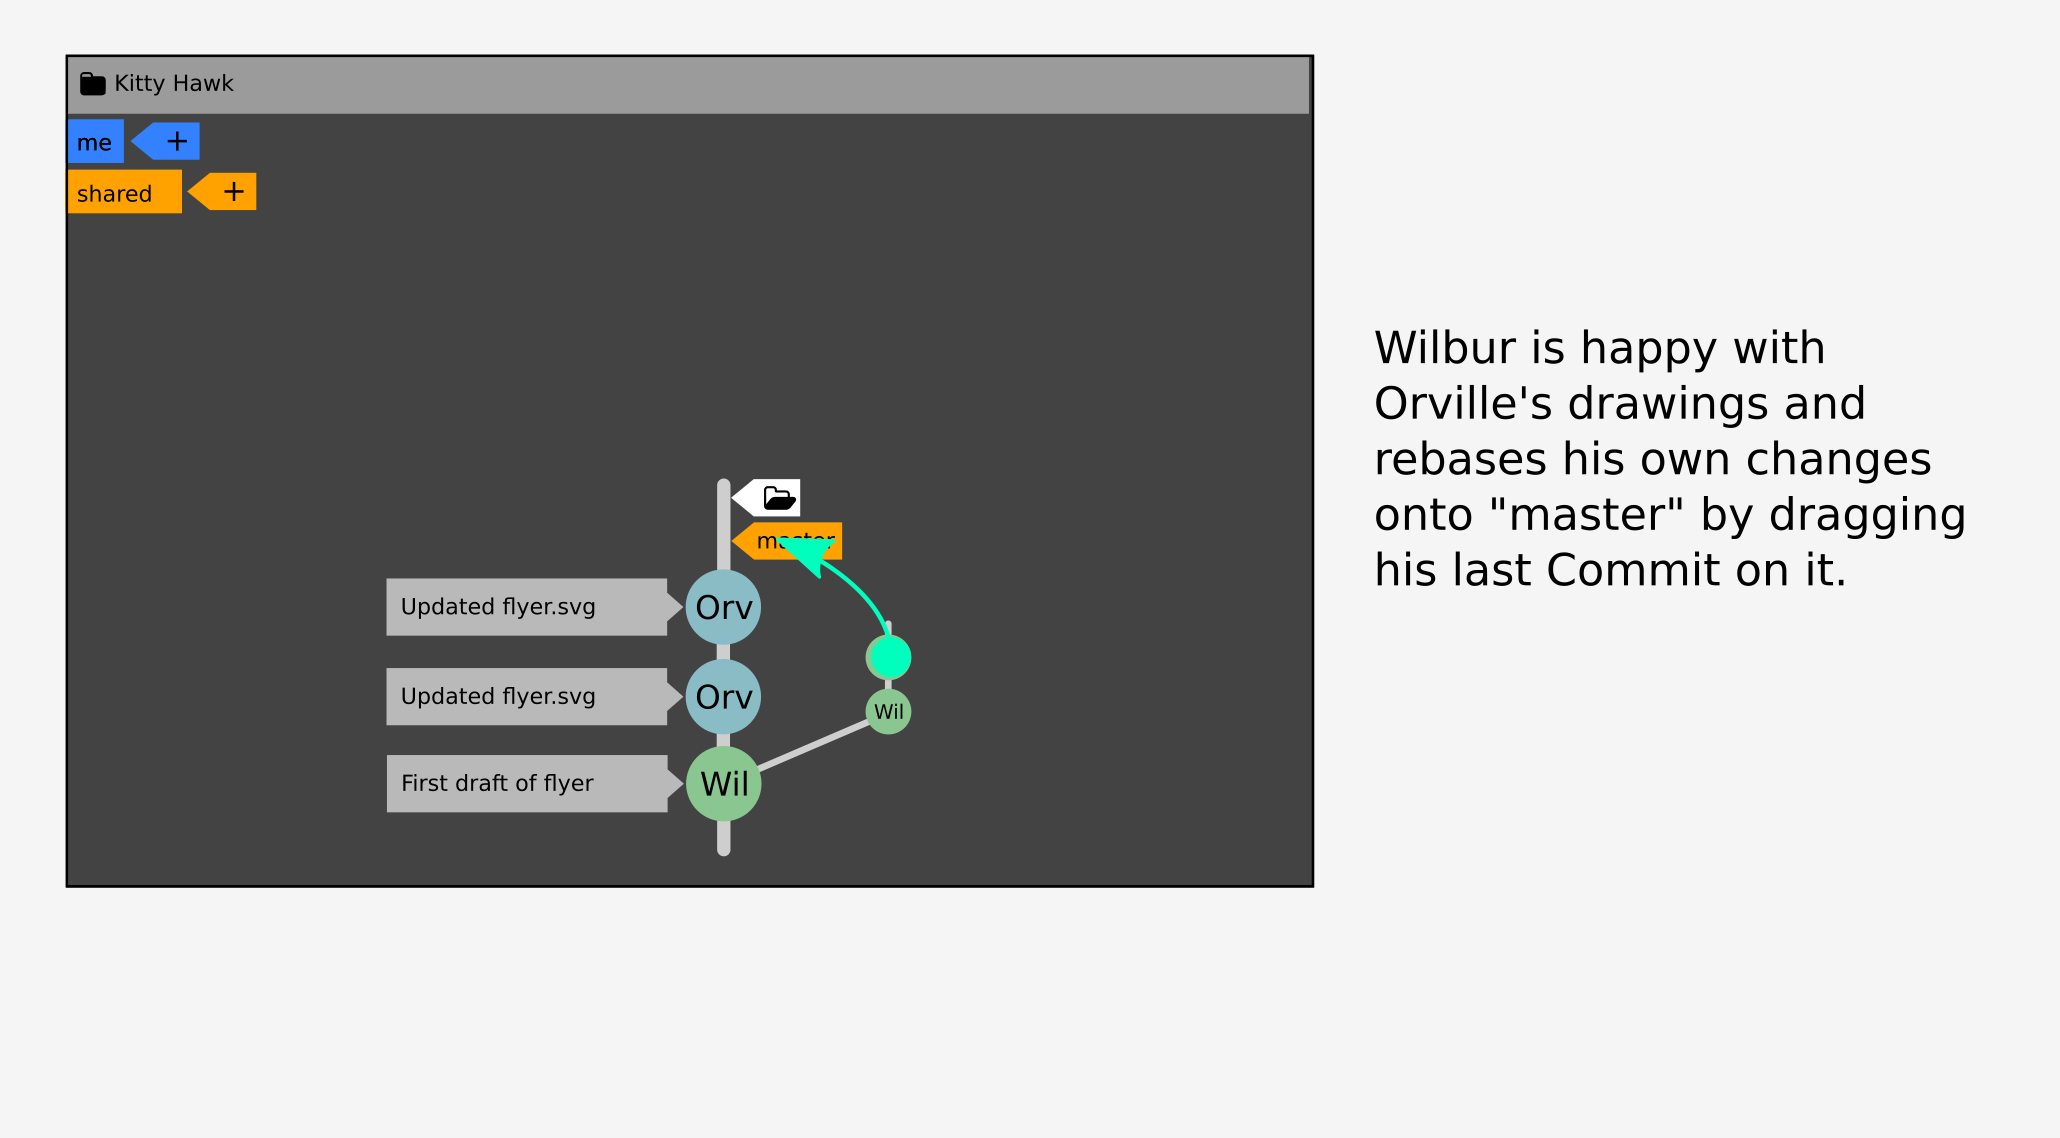 Kitty Hawk
me +
shared +
master
Updated flyer.svg
Orv
Updated flyer.svg
Orv
Wil
First draft of flyer
Wil
Wilbur is happy with
Orville's drawings and
rebases his own changes
onto "master" by dragging
his last Commit on it.